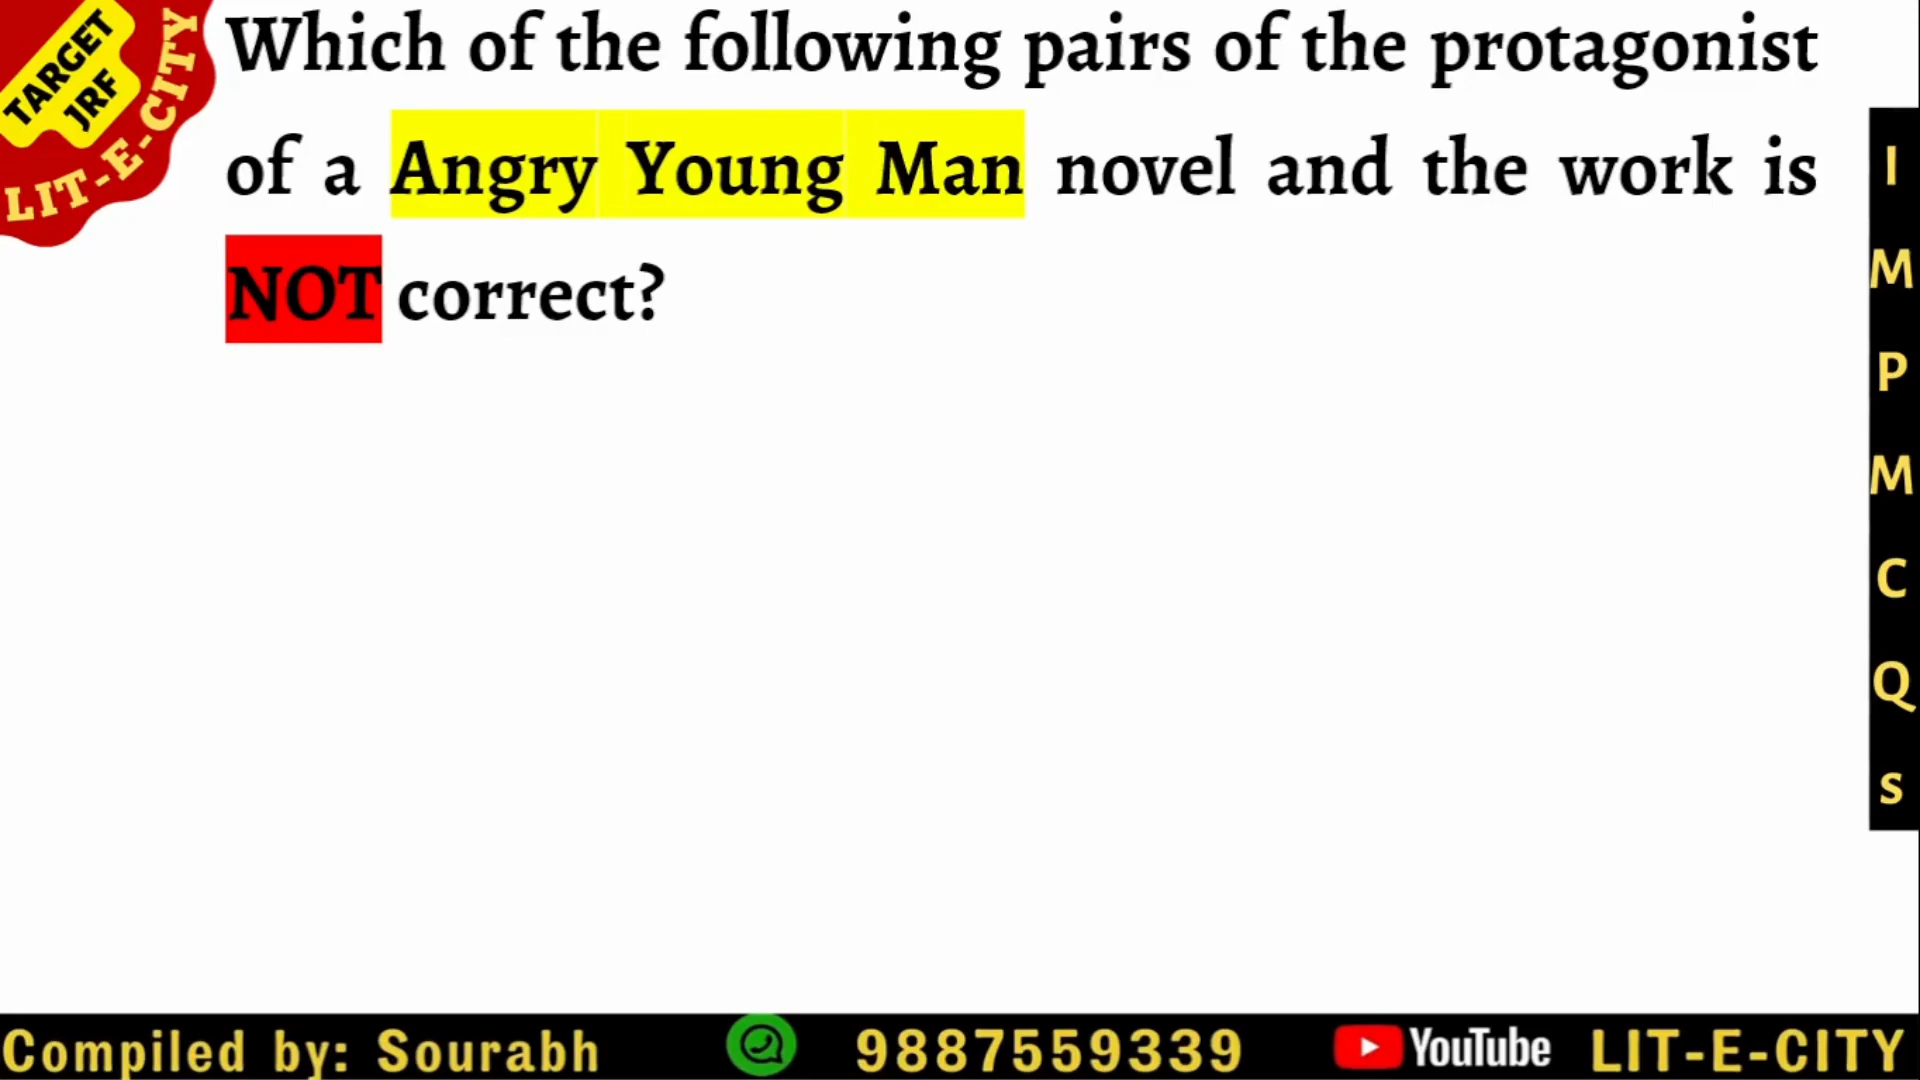 TARGET
JRF
LIT-E-CITY
Which of the following pairs of the protagonist
of a Angry Young Man novel and the work is
NOT correct?
I
M
P
M
C
Q
s
Compiled by: Sourabh 9887559339 YouTube LIT-E-CITY